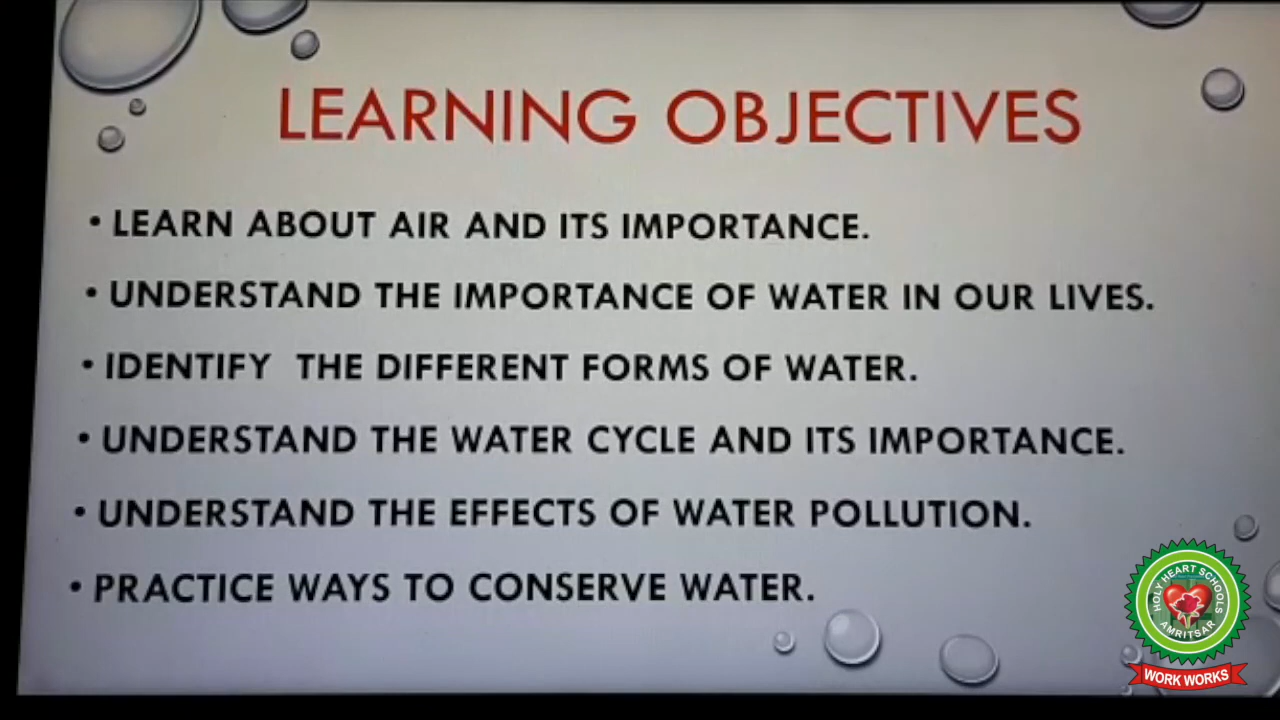 LEARNING OBJECTIVES
• LEARN ABOUT AIR AND ITS IMPORTANCE.
• UNDERSTAND THE IMPORTANCE OF WATER IN OUR LIVES.
• IDENTIFY THE DIFFERENT FORMS OF WATER.
• UNDERSTAND THE WATER CYCLE AND ITS IMPORTANCE.
• UNDERSTAND THE EFFECTS OF WATER POLLUTION.
• PRACTICE WAYS TO CONSERVE WATER.
HOLY HEART SCHOOLS
AMRITSAR
WORK WORKS